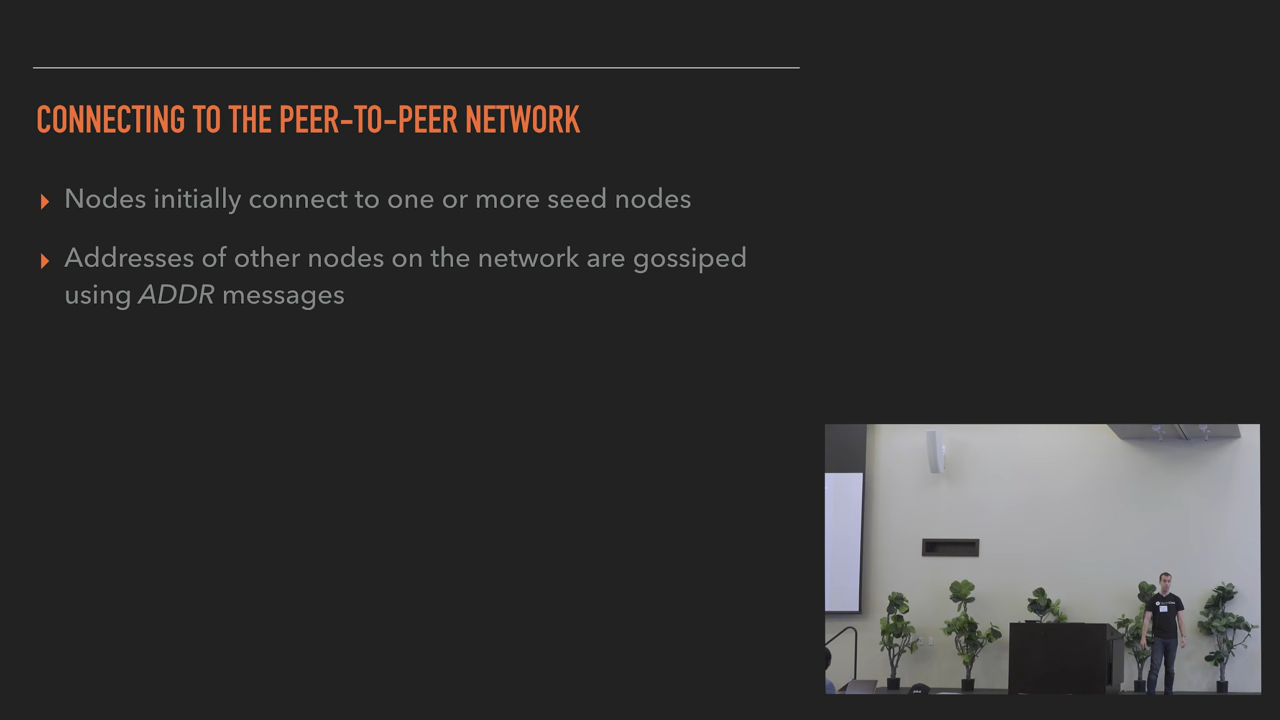 CONNECTING TO THE PEER-TO-PEER NETWORK
Nodes initially connect to one or more seed nodes
Addresses of other nodes on the network are gossiped
using ADDR messages